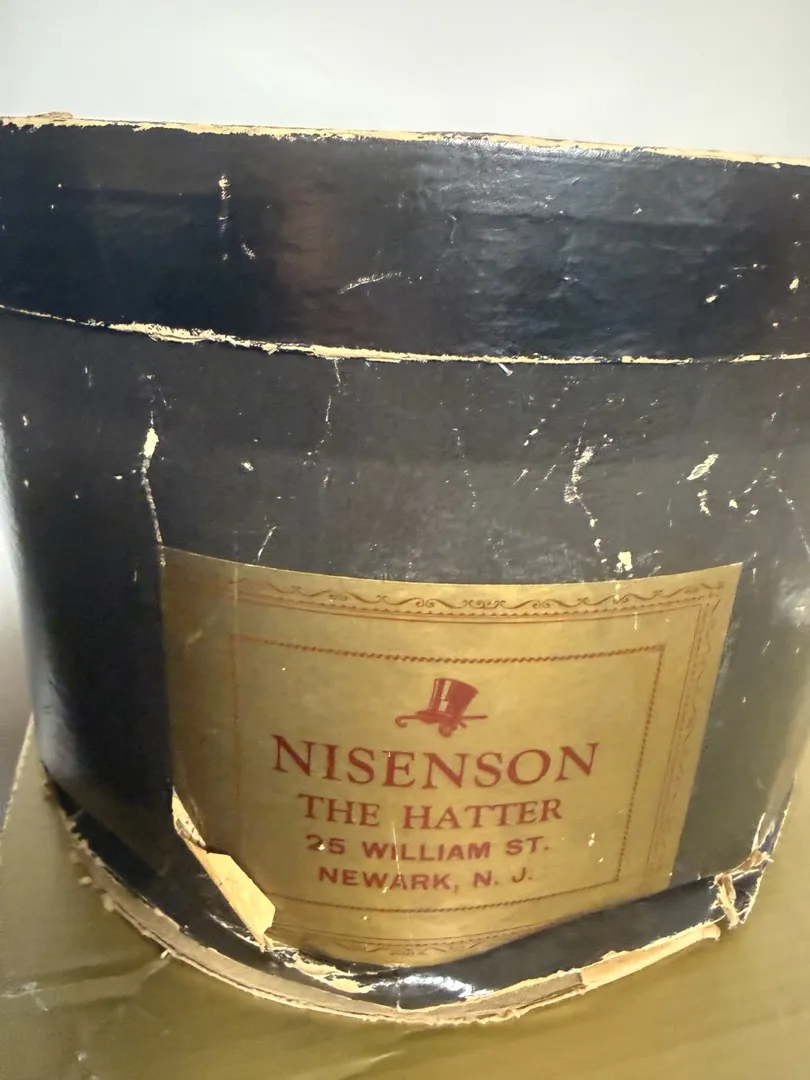 NISENSON
THE HATTER
25 WILLIAM ST.
NEWARK, N. J.